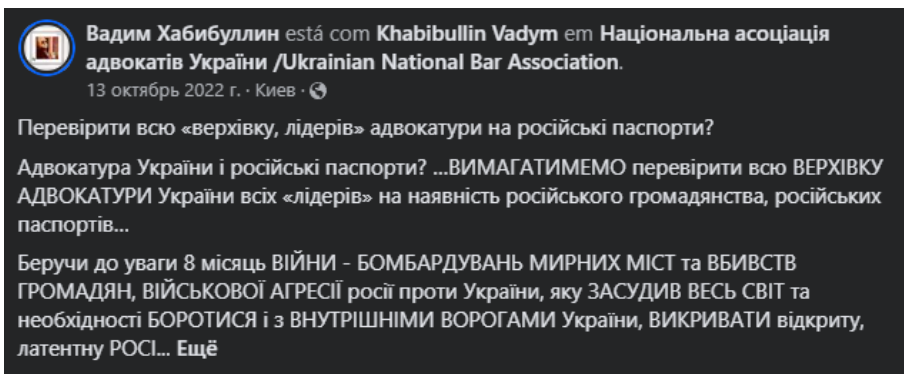 Вадим Хабибуллин está com Khabibullin Vadym em Національна асоціація
адвокатів України /Ukrainian National Bar Association.
13 октябрь 2022 г. · Киев ·
Перевірити всю «верхівку, лідерів» адвокатури на російські паспорти?
Адвокатура України і російські паспорти? ...ВИМАГАТИМЕМО перевірити всю ВЕРХІВКУ
АДВОКАТУРИ України всіх «лідерів» на наявність російського громадянства, російських
паспортів...
Беручи до уваги 8 місяць ВІЙНИ - БОМБАРДУВАНЬ МИРНИХ МІСТ та ВБИВСТВ
ГРОМАДЯН, ВІЙСЬКОВОЇ АГРЕСІЇ росії проти України, яку ЗАСУДИВ ВЕСЬ СВІТ та
необхідності БОРОТИСЯ і з ВНУТРІШНІМИ ВОРОГАМИ України, ВИКРИВАТИ відкриту,
латентну РОСІ... Ещё